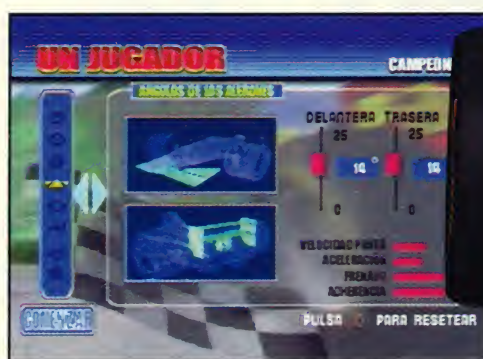 UN JUGADOR
CAMPEON
ANGULOS DE LOS ALERONES
DELANTERA TRASERA
25 25
14° 14
0 0
VELOCIDAD PUNTA
ACELERACIÓN
FRENADO
ADHERENCIA
COMENZAR
PULSA PARA RESETEAR